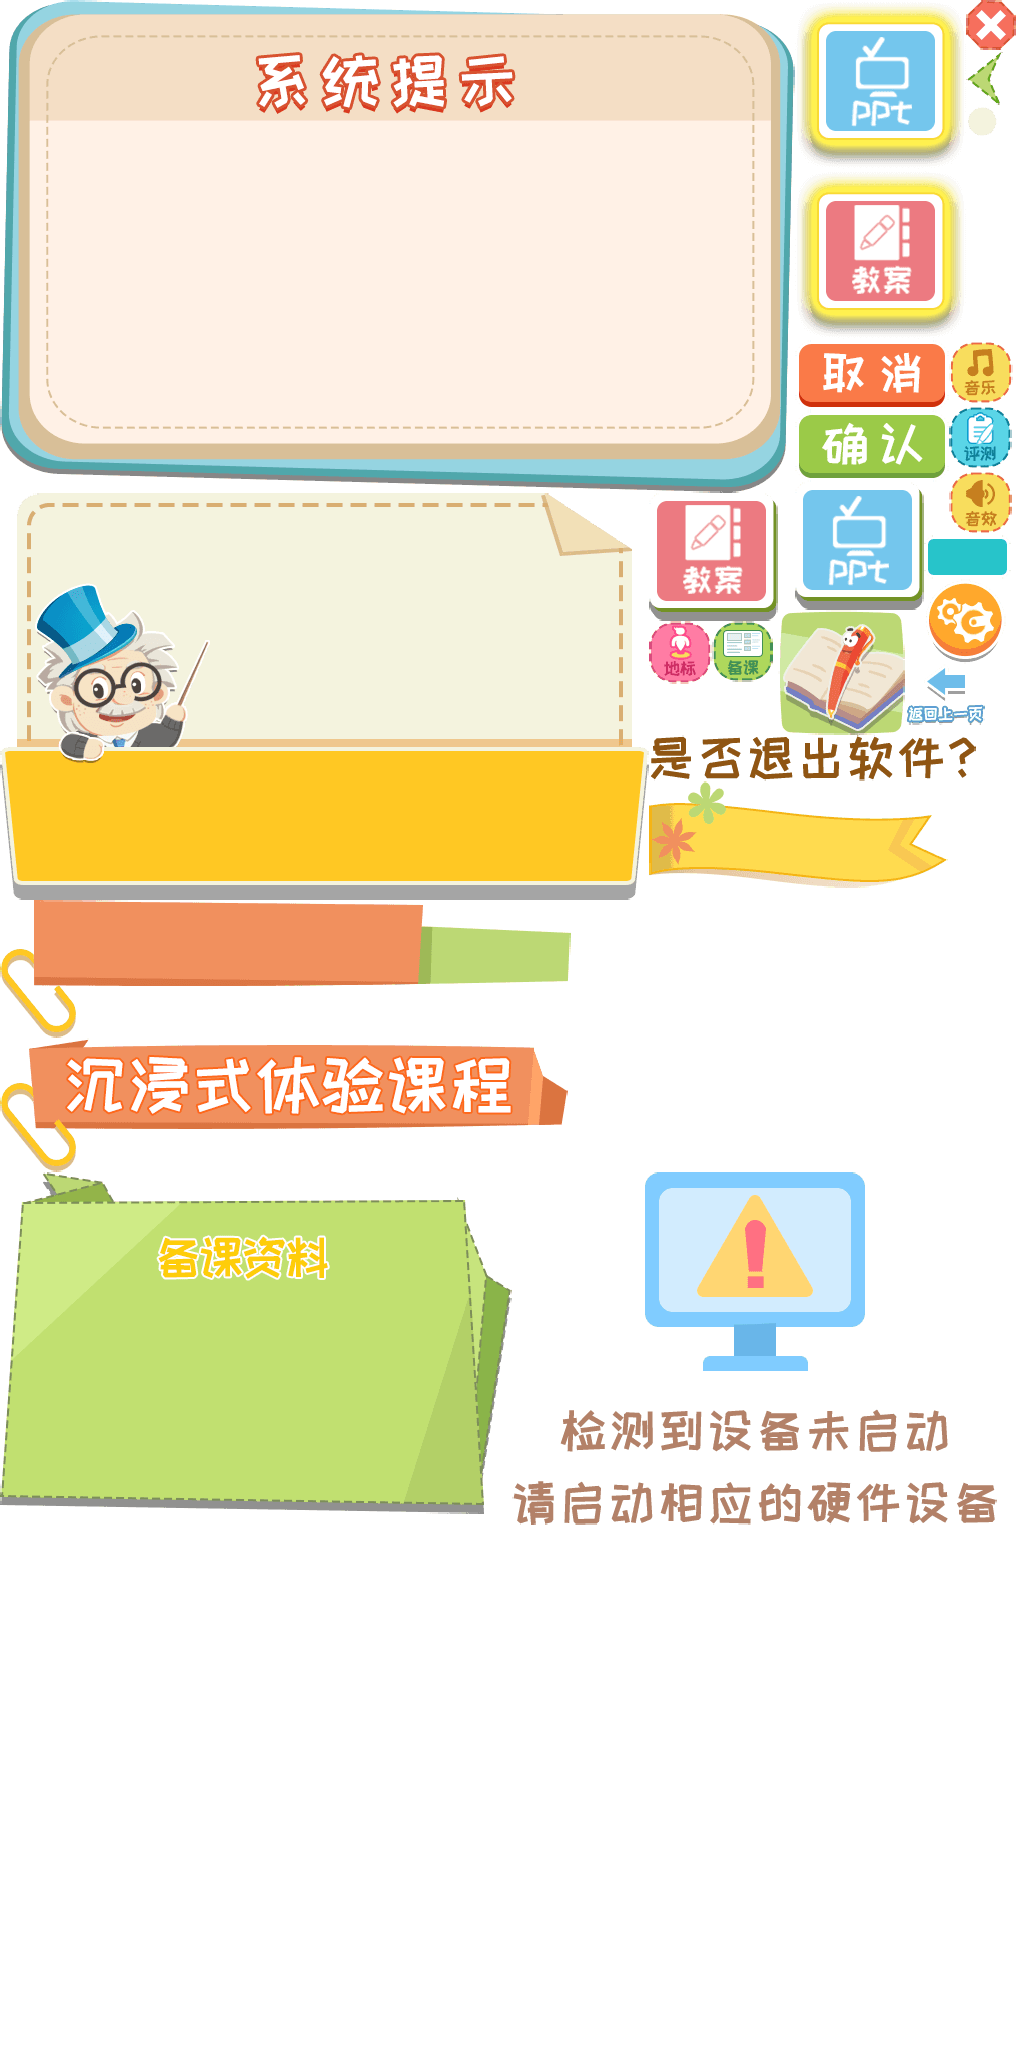 系统提示
PPt
教案
取消
音乐
确认
评测
音效
教案
PPt
地标
备课
返回上一页
是否退出软件？
沉浸式体验课程
备课资料
检测到设备未启动
请启动相应的硬件设备